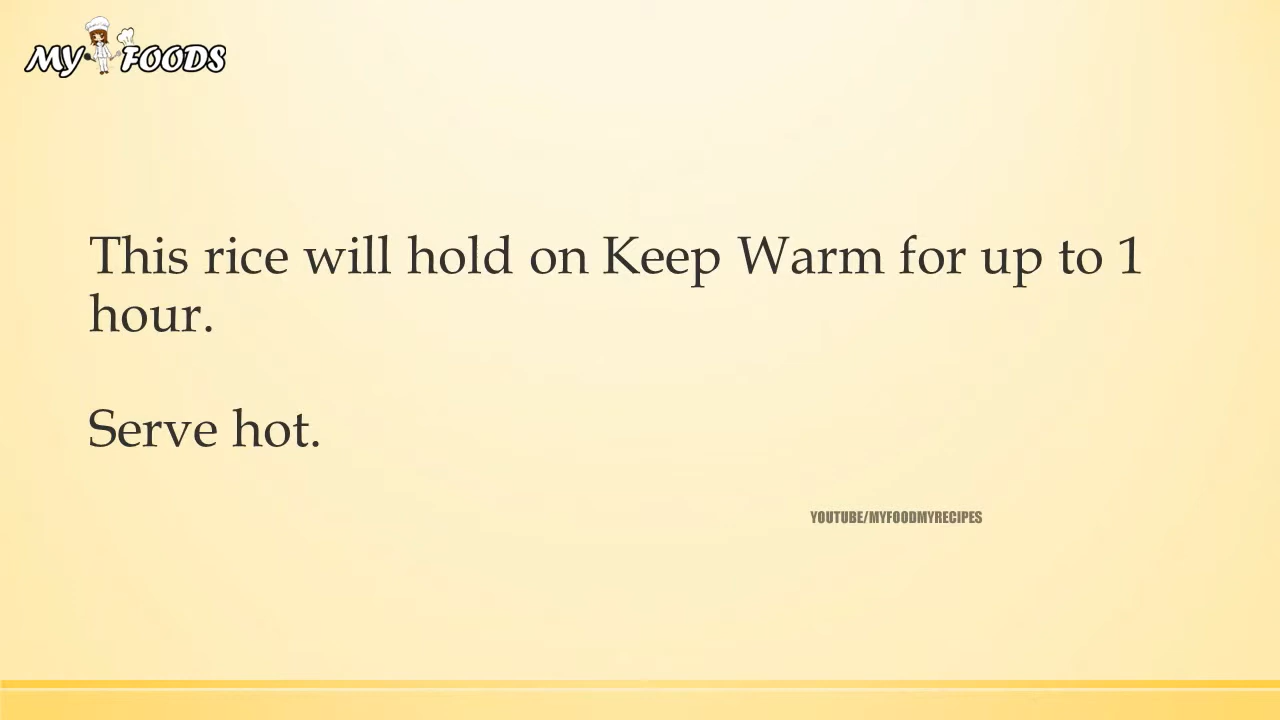 MY FOODS
This rice will hold on Keep Warm for up to 1
hour.
Serve hot.
YOUTUBE/MYFOODMYRECIPES